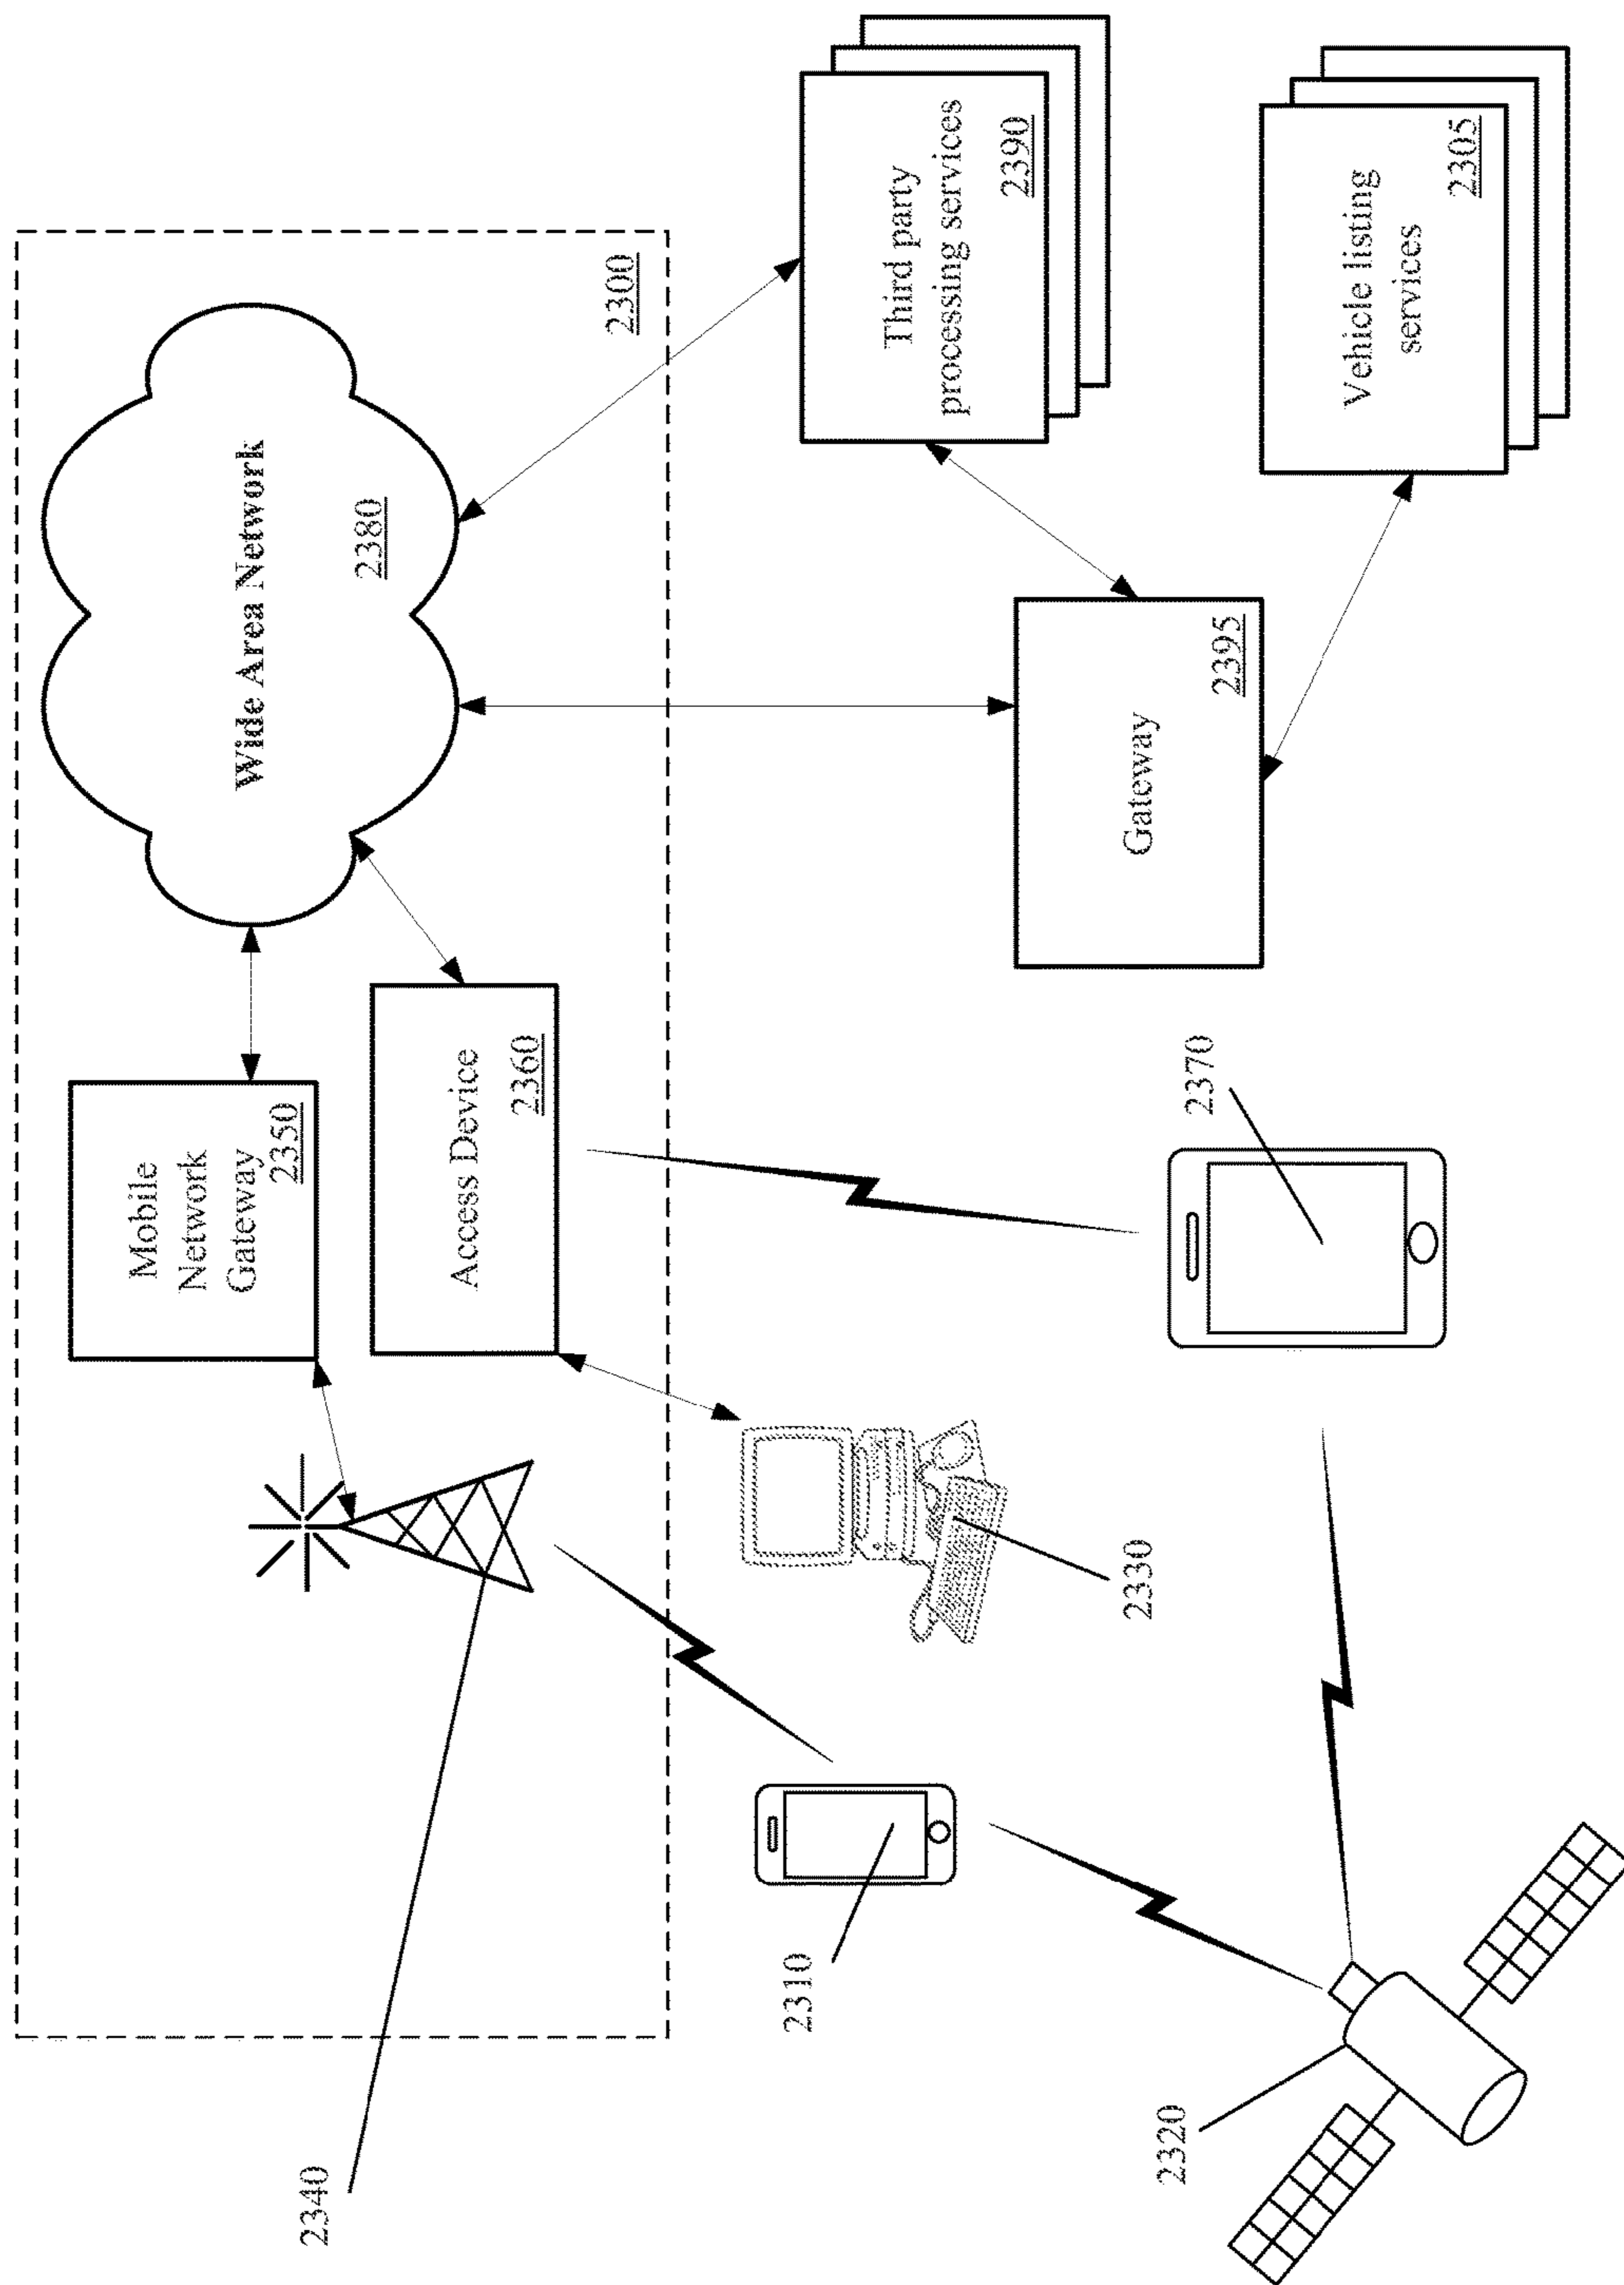 2340
Mobile
Network
Gateway
2350
Wide Area Network
2380
Access Device
2360
2300
2310
2330
2320
2370
Gateway
2395
Third party
processing services
2390
Vehicle listing
services
2305